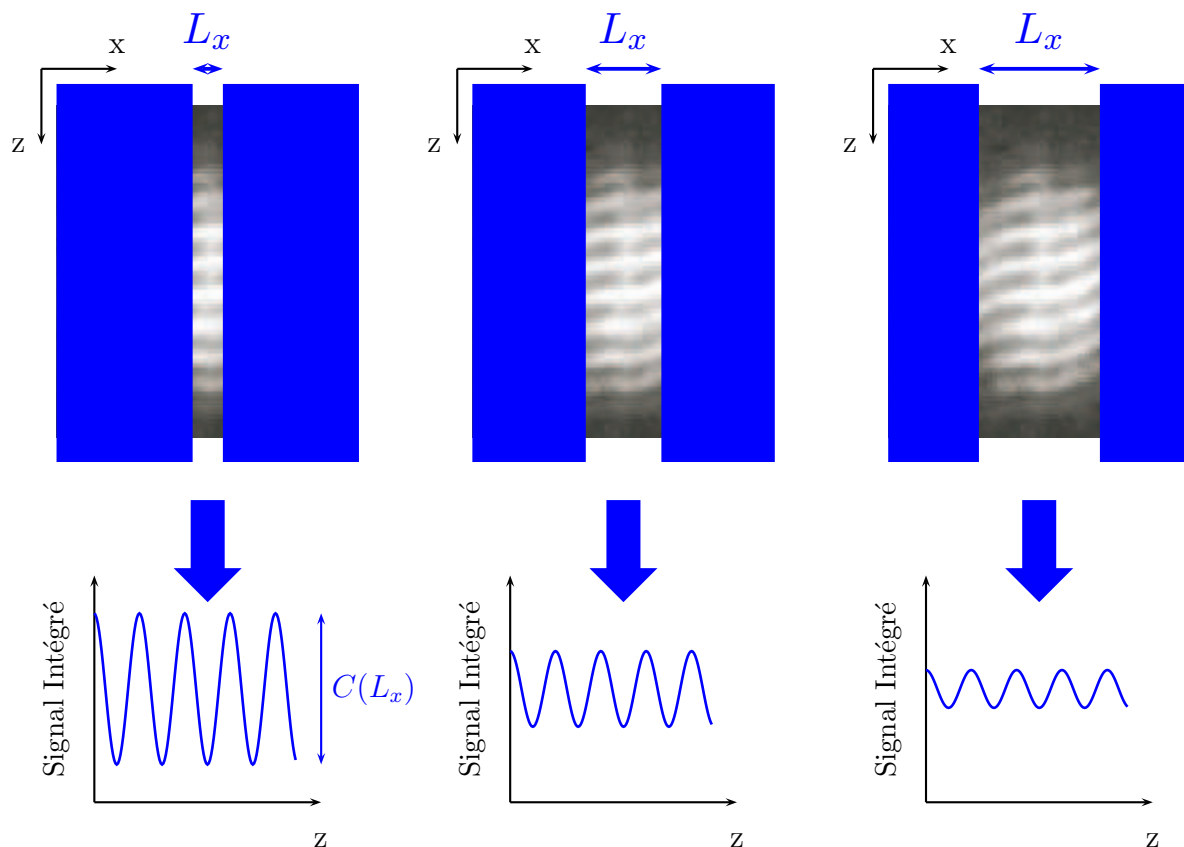 x
L_x
z
x
L_x
z
x
L_x
z
Signal Intégré
C(L_x)
z
Signal Intégré
z
Signal Intégré
z